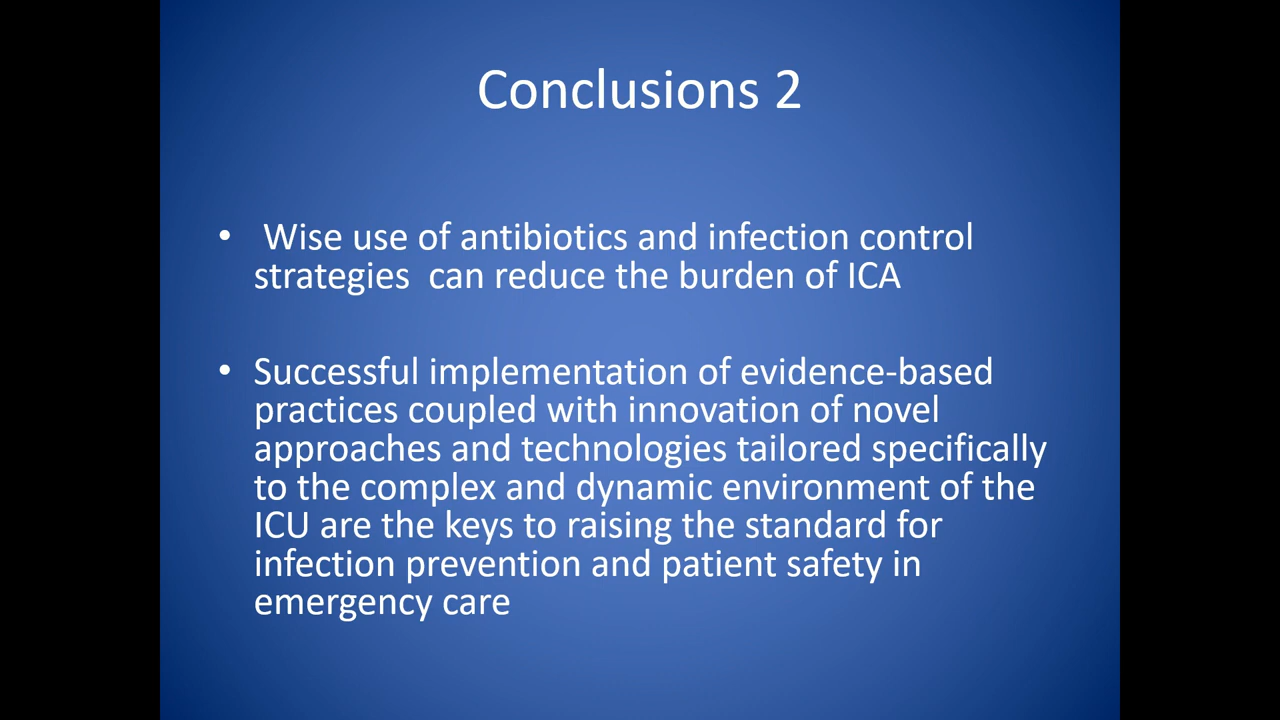 Conclusions 2
• Wise use of antibiotics and infection control
strategies  can reduce the burden of ICA
• Successful implementation of evidence-based
practices coupled with innovation of novel
approaches and technologies tailored specifically
to the complex and dynamic environment of the
ICU are the keys to raising the standard for
infection prevention and patient safety in
emergency care